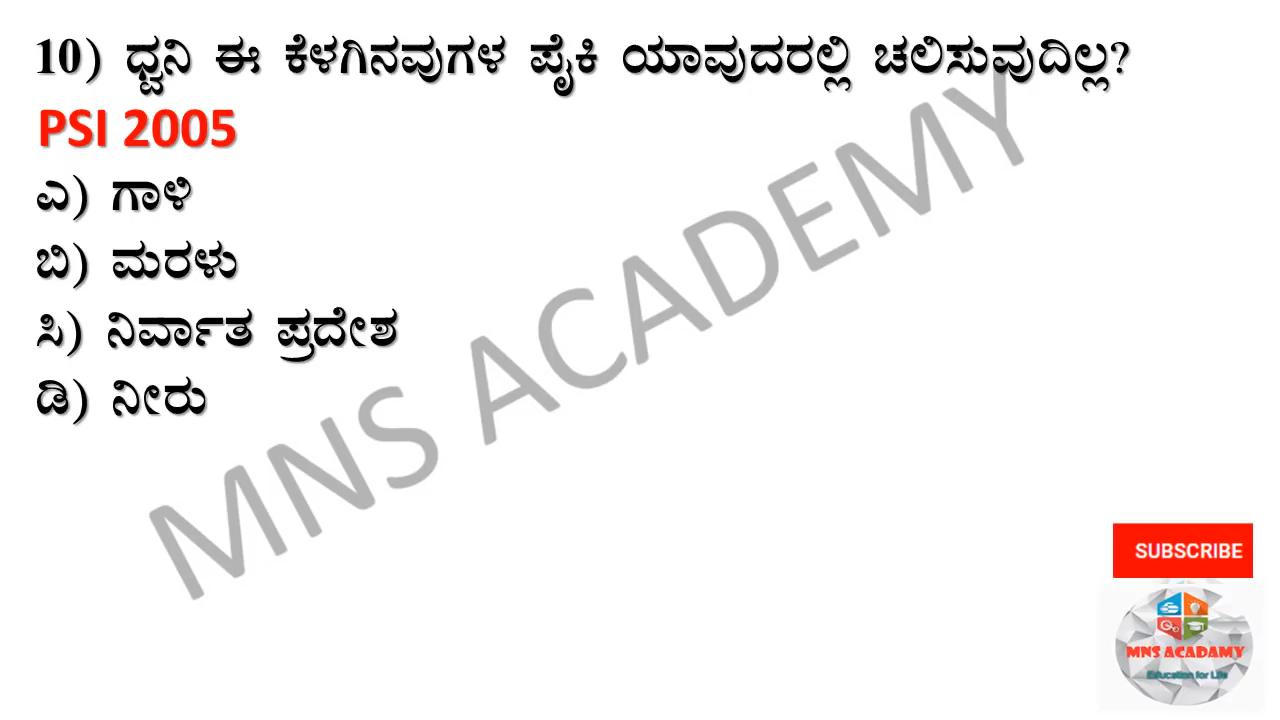 10) ಧ್ವನಿ ಈ ಕೆಳಗಿನವುಗಳ ಪೈಕಿ ಯಾವುದರಲ್ಲಿ ಚಲಿಸುವುದಿಲ್ಲ?
PSI 2005
ಎ) ಗಾಳಿ
ಬಿ) ಮರಳು
ಸಿ) ನಿರ್ವಾತ ಪ್ರದೇಶ
ಡಿ) ನೀರು
MNS ACADEMY
SUBSCRIBE
MNS ACADAMY
Education for Life